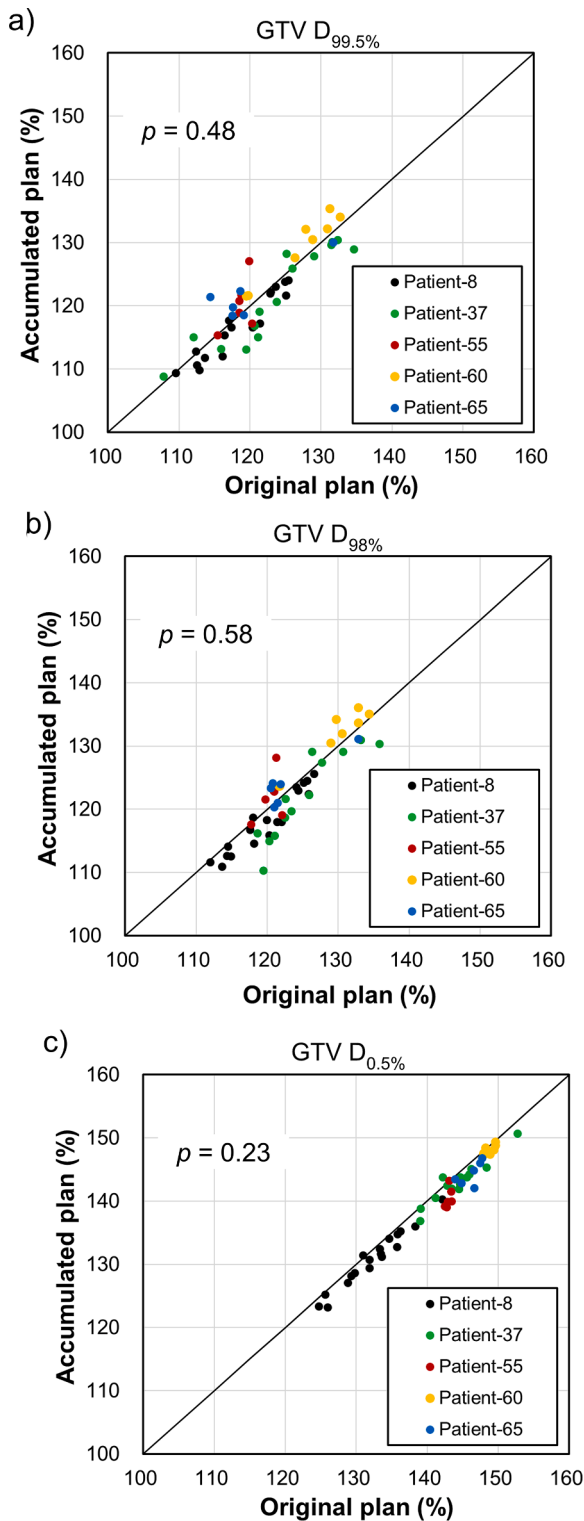 a)
GTV D99.5%
160
150
140
130
120
110
100
Accumulated plan (%)
p = 0.48
Patient-8
Patient-37
Patient-55
Patient-60
Patient-65
100 110 120 130 140 150 160
Original plan (%)
b)
GTV D98%
160
150
140
130
120
110
100
Accumulated plan (%)
p = 0.58
Patient-8
Patient-37
Patient-55
Patient-60
Patient-65
100 110 120 130 140 150 160
Original plan (%)
c)
GTV D0.5%
160
150
140
130
120
110
100
Accumulated plan (%)
p = 0.23
Patient-8
Patient-37
Patient-55
Patient-60
Patient-65
100 110 120 130 140 150 160
Original plan (%)